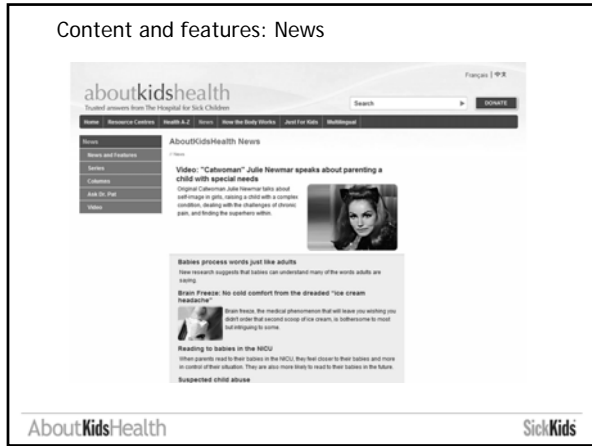 Content and features: News
Français | 中文
aboutkidshealth
Trusted answers from The Hospital for Sick Children
Search
DONATE
Home Resource Centres Health A-Z News How the Body Works Just For Kids Multilingual
News
News and Features
Series
Columns
Ask Dr. Pat
Video
AboutKidsHealth News
> News
Video: "Catwoman" Julie Newmar speaks about parenting a
child with special needs
Original Catwoman Julie Newmar talks about
self-image in girls, raising a child with a complex
condition, dealing with the challenges of chronic
pain, and finding the superhero within.
Babies process words just like adults
New research suggests that babies can understand many of the words adults are
saying.
Brain Freeze: No cold comfort from the dreaded "ice cream
headache"
Brain freeze, the medical phenomenon that will leave you wishing you
didn't order that second scoop of ice cream, is bothersome to most
but intriguing to some.
Reading to babies in the NICU
When parents read to their babies in the NICU, they feel closer to their babies and more
in control of their situation. They are also more likely to read to their babies in the future.
Suspected child abuse
AboutKidsHealth
SickKids